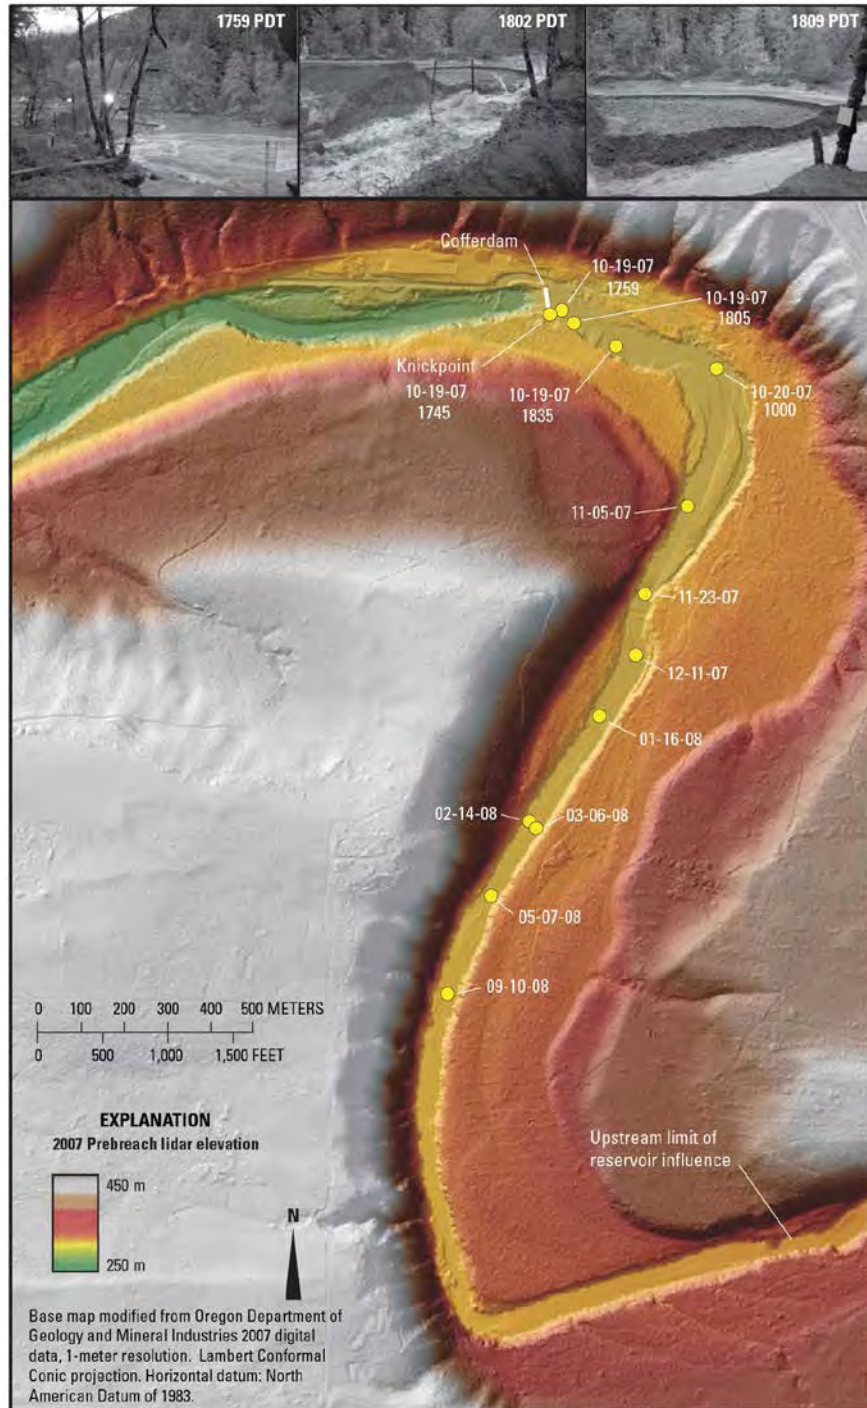 1759 PDT
1802 PDT
1809 PDT
Cofferdam
10-19-07
1759
10-19-07
1805
Knickpoint
10-19-07
1745
10-19-07
1835
10-20-07
1000
11-05-07
11-23-07
12-11-07
01-16-08
02-14-08
03-06-08
05-07-08
09-10-08
0 100 200 300 400 500 METERS
0 500 1,000 1,500 FEET
EXPLANATION
2007 Prebreach lidar elevation
450 m
250 m
N
Upstream limit of
reservoir influence
Base map modified from Oregon Department of
Geology and Mineral Industries 2007 digital
data, 1-meter resolution. Lambert Conformal
Conic projection. Horizontal datum: North
American Datum of 1983.